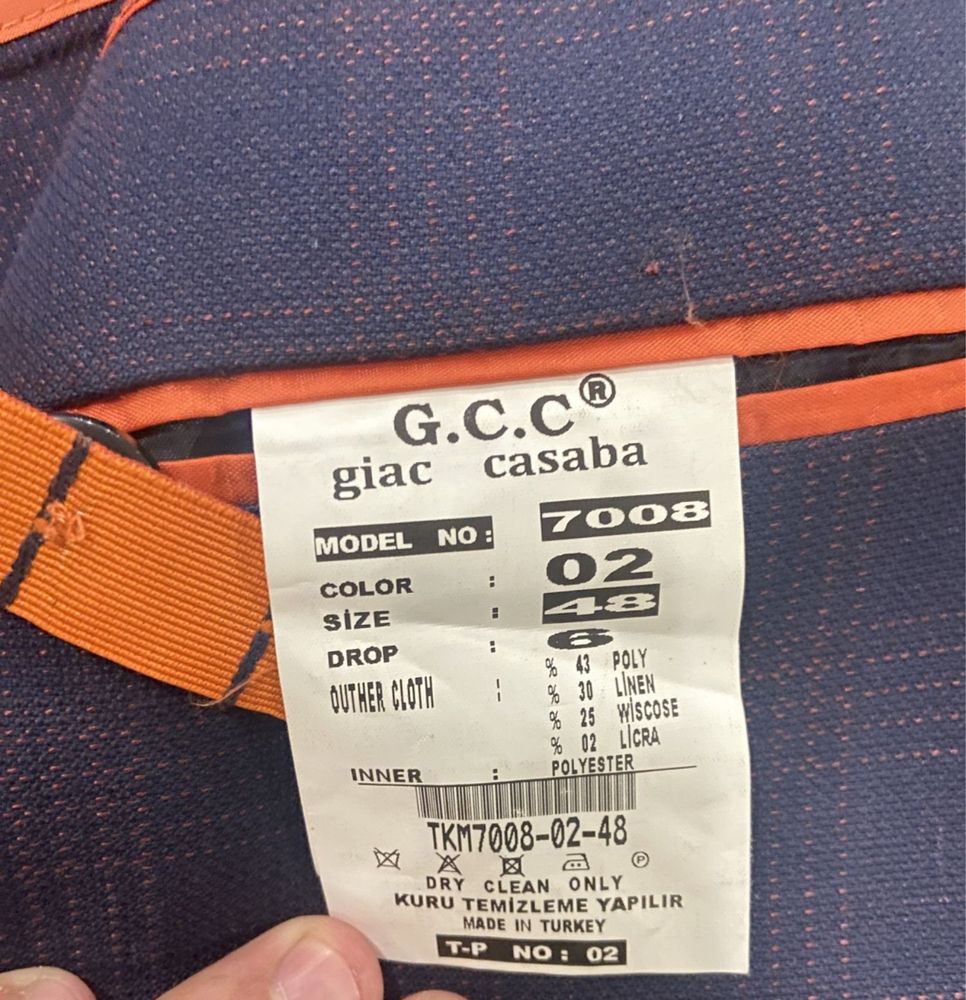 G.C.C®
giac casaba
MODEL NO: 7008
COLOR : 02
SİZE : 48
DROP : 6
OUTHER CLOTH : % 43 POLY
% 30 LİNEN
% 25 WİSCOSE
% 02 LİCRA
INNER : POLYESTER
TKM7008-02-48
P
DRY CLEAN ONLY
KURU TEMİZLEME YAPILIR
MADE IN TURKEY
T-P NO: 02